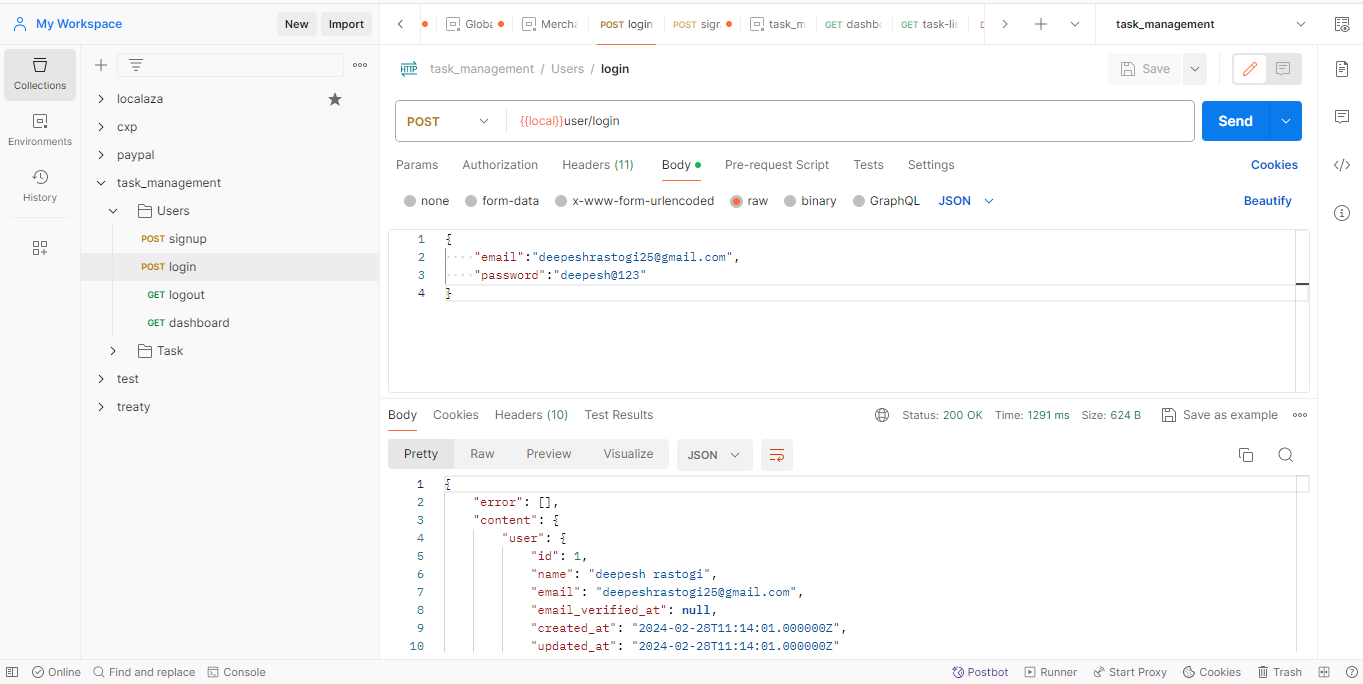 My Workspace
New
Import
Globa
Mercha
POST login
POST sign
task_m
GET dashbo
GET task-lis
task_management
Collections
Environments
History
localaza
cxp
paypal
task_management
Users
POST signup
POST login
GET logout
GET dashboard
Task
test
treaty
HTTP task_management / Users / login
Save
POST
{{local}}user/login
Send
Params Authorization Headers (11) Body Pre-request Script Tests Settings
Cookies
none form-data x-www-form-urlencoded raw binary GraphQL JSON
Beautify
1 {
2 ····"email":"deepeshrastogi25@gmail.com",
3 ····"password":"deepesh@123"
4 }
Body Cookies Headers (10) Test Results
Status: 200 OK Time: 1291 ms Size: 624 B
Save as example
Pretty Raw Preview Visualize JSON
1 {
2 "error": [],
3 "content": {
4 "user": {
5 "id": 1,
6 "name": "deepesh rastogi",
7 "email": "deepeshrastogi25@gmail.com",
8 "email_verified_at": null,
9 "created_at": "2024-02-28T11:14:01.000000Z",
10 "updated_at": "2024-02-28T11:14:01.000000Z"
Online Find and replace Console
Postbot Runner Start Proxy Cookies Trash